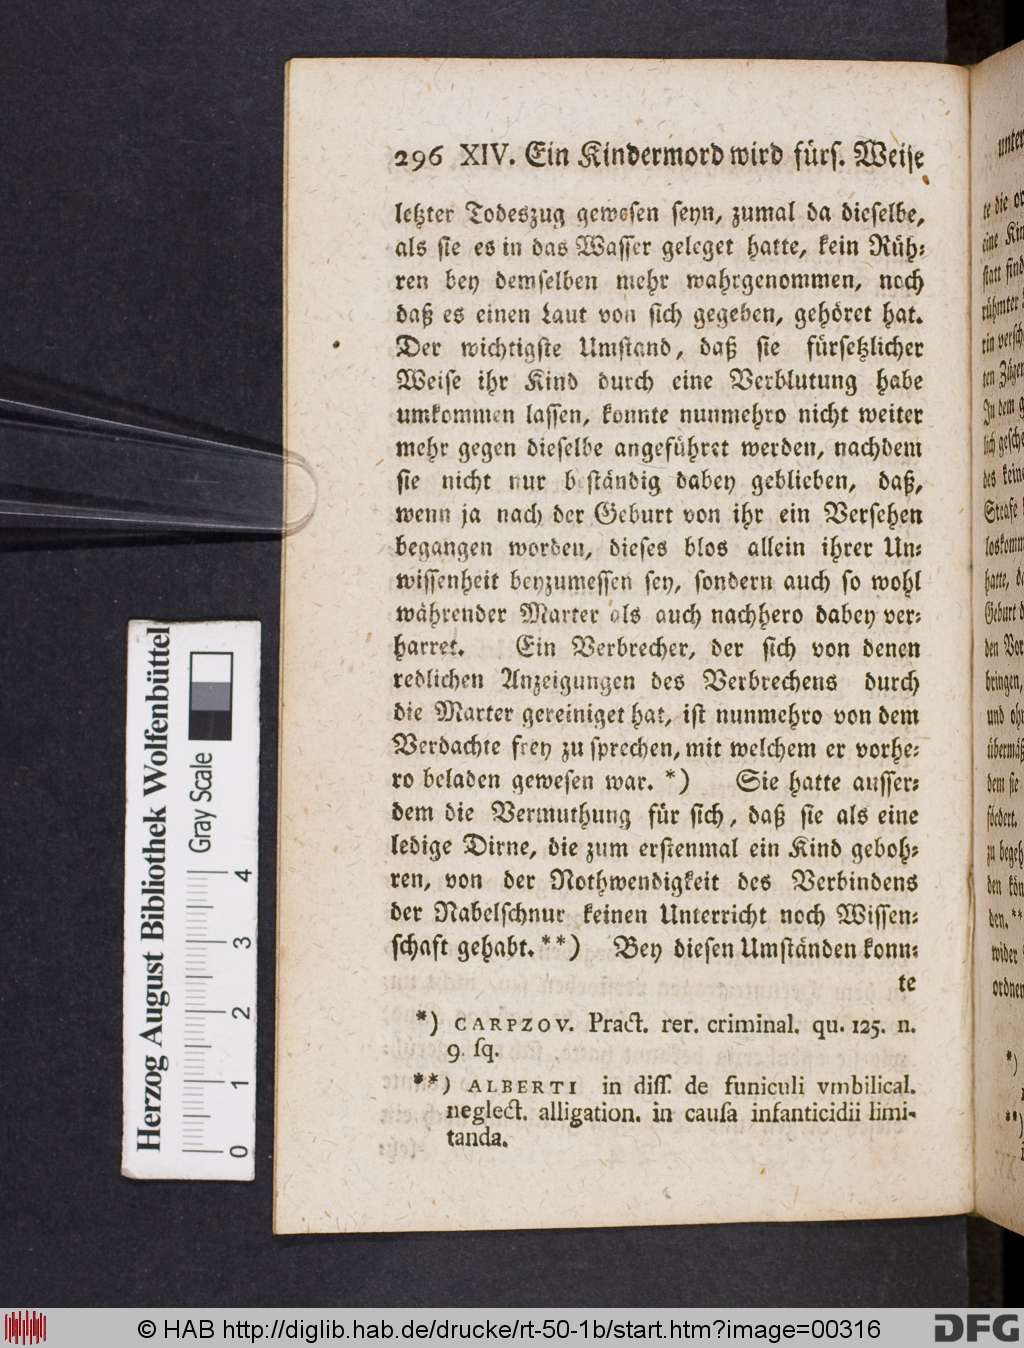 296 XIV. Ein Kindermord wird fürs. Weise
letzter Todeszug gewesen seyn, zumal da dieselbe,
als sie es in das Wasser geleget hatte, kein Rüh-
ren bey demselben mehr wahrgenommen, noch
daß es einen Laut von sich gegeben, gehöret hat.
Der wichtigste Umstand, daß sie fürsetzlicher
Weise ihr Kind durch eine Verblutung habe
umkommen lassen, konnte nunmehro nicht weiter
mehr gegen dieselbe angeführet werden, nachdem
sie nicht nur beständig dabey geblieben, daß,
wenn ja nach der Geburt von ihr ein Versehen
begangen worden, dieses blos allein ihrer Un-
wissenheit beyzumessen sey, sondern auch so wohl
währender Marter als auch nachhero dabey ver-
harret. Ein Verbrecher, der sich von denen
redlichen Anzeigungen des Verbrechens durch
die Marter gereiniget hat, ist nunmehro von dem
Verdachte frey zu sprechen, mit welchem er vorhe-
ro beladen gewesen war. *) Sie hatte ausser-
dem die Vermuthung für sich, daß sie als eine
ledige Dirne, die zum erstenmal ein Kind geboh-
ren, von der Nothwendigkeit des Verbindens
der Nabelschnur keinen Unterricht noch Wissen-
schaft gehabt. **) Bey diesen Umständen konn-
te
*) CARPZOV. Pract. rer. criminal. qu. 125. n.
9. sq.
**) ALBERTI in diss. de funiculi vmbilical.
neglect. alligation. in causa infanticidii limi-
tanda.
Herzog August Bibliothek Wolfenbüttel
Gray Scale
0 1 2 3 4
© HAB http://diglib.hab.de/drucke/rt-50-1b/start.htm?image=00316
DFG